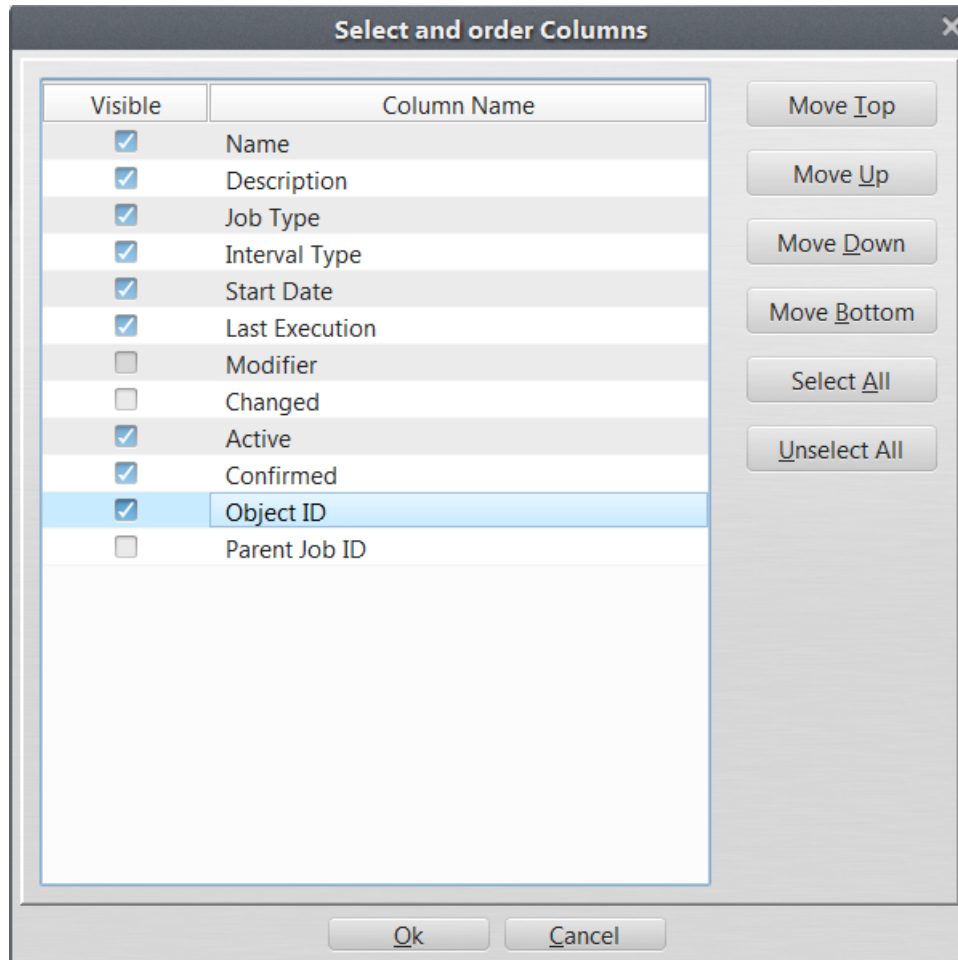 Select and order Columns
Visible Column Name
Name
Description
Job Type
Interval Type
Start Date
Last Execution
Modifier
Changed
Active
Confirmed
Object ID
Parent Job ID
Move Top
Move Up
Move Down
Move Bottom
Select All
Unselect All
Ok Cancel